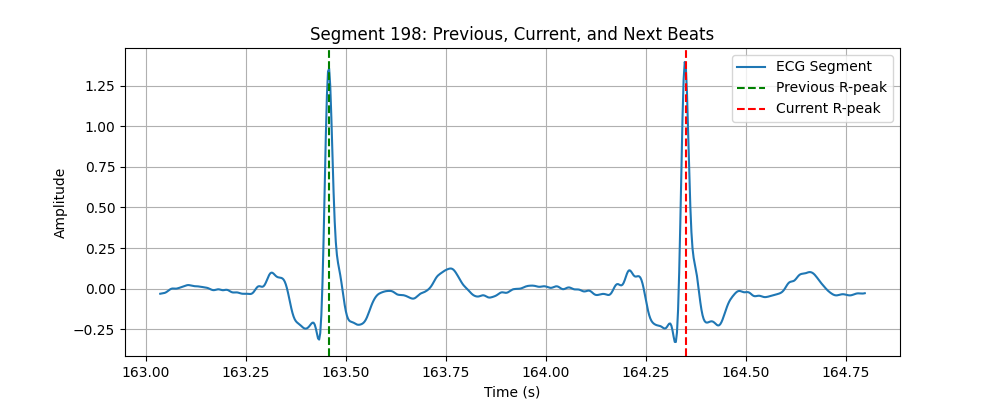 Segment 198: Previous, Current, and Next Beats
ECG Segment
Previous R-peak
Current R-peak
1.25
1.00
0.75
0.50
0.25
0.00
−0.25
Amplitude
163.00 163.25 163.50 163.75 164.00 164.25 164.50 164.75
Time (s)